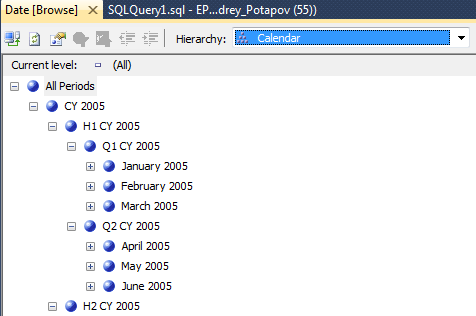 Date [Browse] SQLQuery1.sql - EP...drey_Potapov (55))
Hierarchy: Calendar
Current level: (All)
All Periods
CY 2005
H1 CY 2005
Q1 CY 2005
January 2005
February 2005
March 2005
Q2 CY 2005
April 2005
May 2005
June 2005
H2 CY 2005